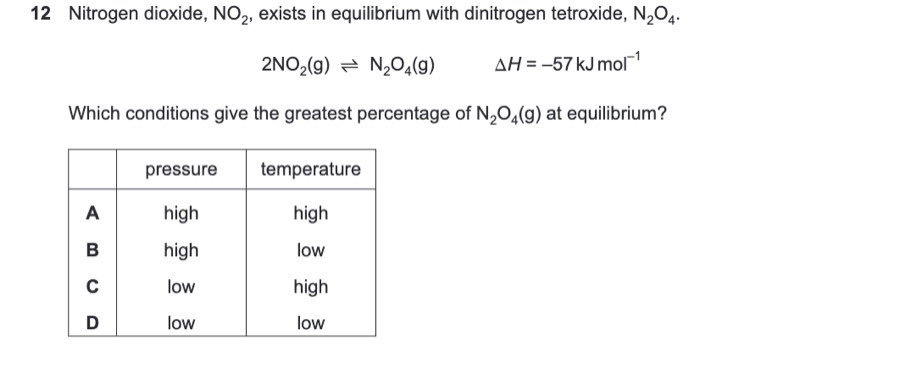 12 Nitrogen dioxide, NO₂, exists in equilibrium with dinitrogen tetroxide, N₂O₄.
2NO₂(g) ⇌ N₂O₄(g) ΔH = –57 kJ mol⁻¹
Which conditions give the greatest percentage of N₂O₄(g) at equilibrium?
pressure temperature
A high high
B high low
C low high
D low low